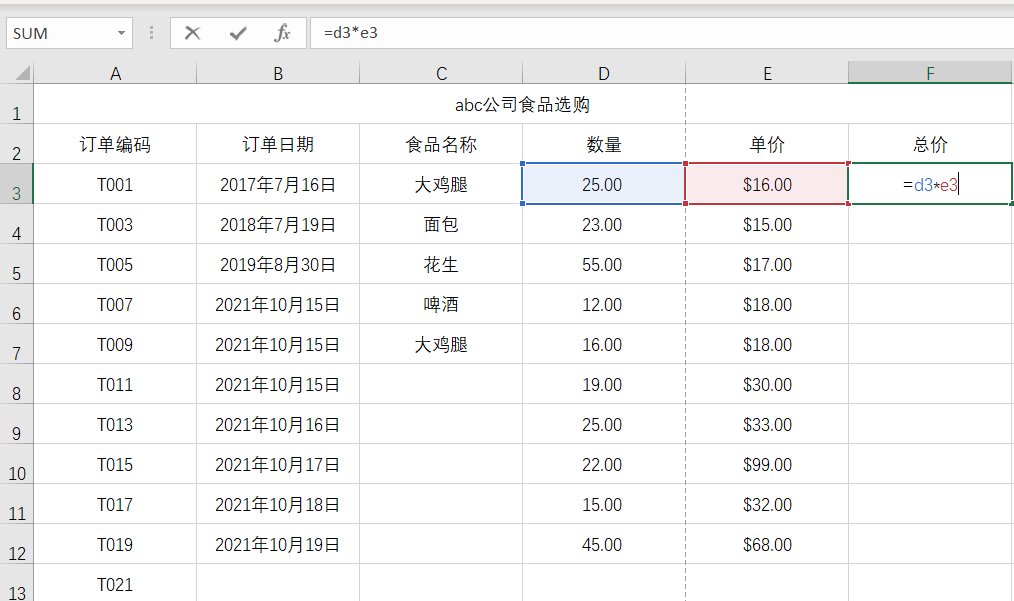 SUM fx =d3*e3
A B C D E F
1 abc公司食品选购
2 订单编码 订单日期 食品名称 数量 单价 总价
3 T001 2017年7月16日 大鸡腿 25.00 $16.00 =d3*e3
4 T003 2018年7月19日 面包 23.00 $15.00
5 T005 2019年8月30日 花生 55.00 $17.00
6 T007 2021年10月15日 啤酒 12.00 $18.00
7 T009 2021年10月15日 大鸡腿 16.00 $18.00
8 T011 2021年10月15日 19.00 $30.00
9 T013 2021年10月16日 25.00 $33.00
10 T015 2021年10月17日 22.00 $99.00
11 T017 2021年10月18日 15.00 $32.00
12 T019 2021年10月19日 45.00 $68.00
13 T021